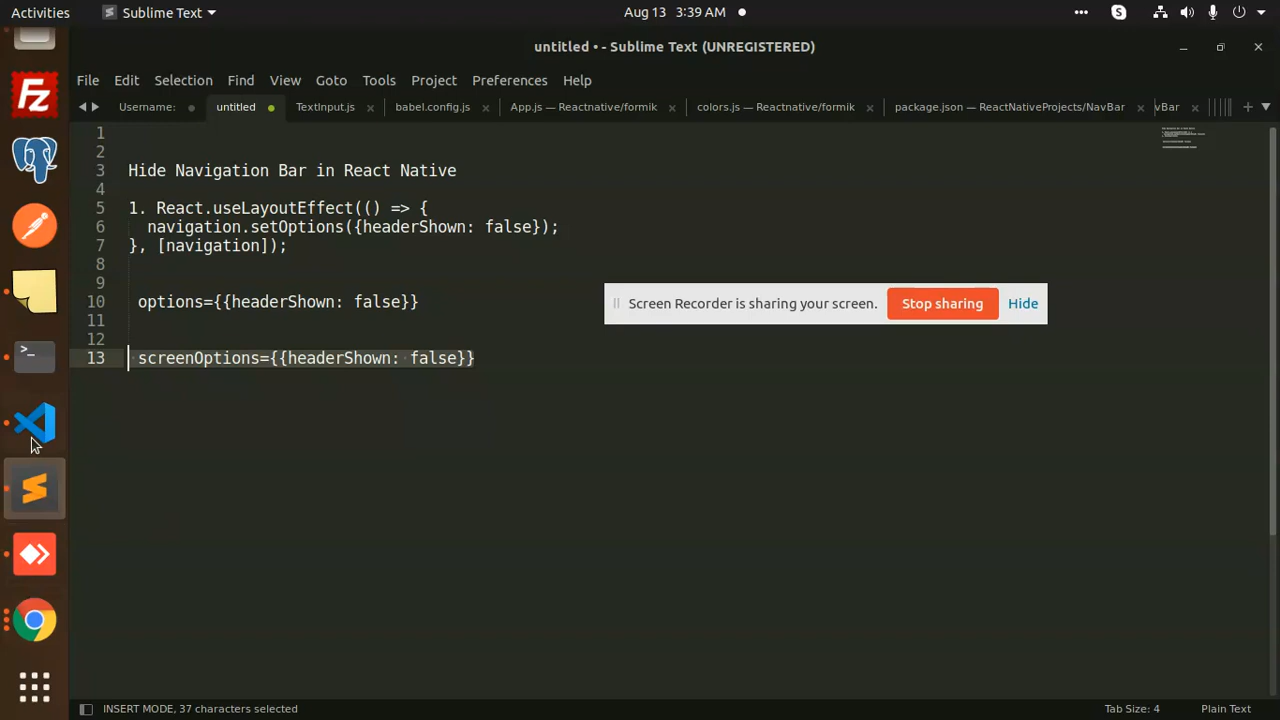 Activities
Sublime Text
Aug 13 3:39 AM
untitled • - Sublime Text (UNREGISTERED)
File Edit Selection Find View Goto Tools Project Preferences Help
Username:
untitled
TextInput.js
babel.config.js
App.js — Reactnative/formik
colors.js — Reactnative/formik
package.json — ReactNativeProjects/NavBar
vBar
1
2
3 Hide Navigation Bar in React Native
4
5 1. React.useLayoutEffect(() => {
6 navigation.setOptions({headerShown: false});
7 }, [navigation]);
8
9
10 options={{headerShown: false}}
11
12
13 screenOptions={{headerShown: false}}
Screen Recorder is sharing your screen.
Stop sharing
Hide
INSERT MODE, 37 characters selected
Tab Size: 4
Plain Text